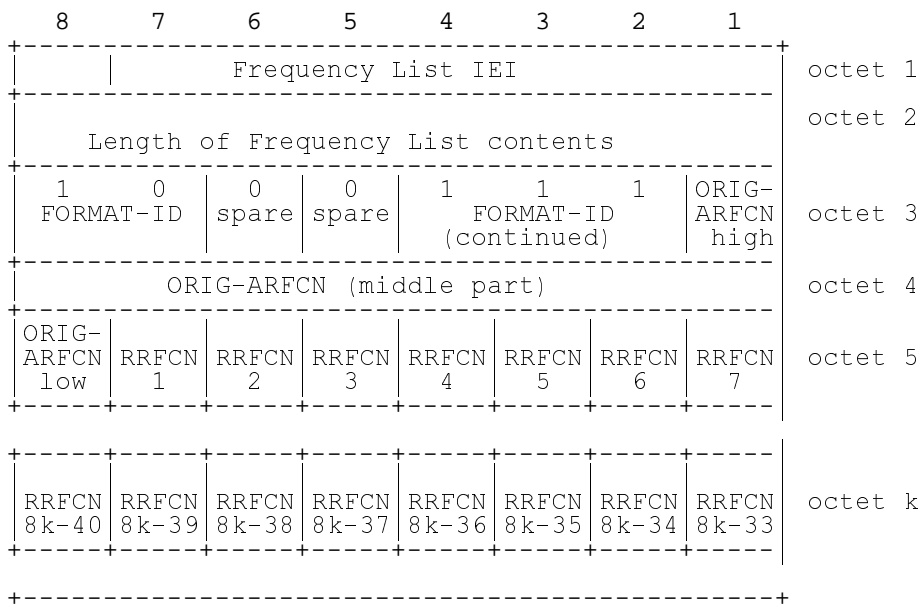 8 7 6 5 4 3 2 1
Frequency List IEI octet 1
octet 2
Length of Frequency List contents
1 0 0 0 1 1 1 ORIG-
FORMAT-ID spare spare FORMAT-ID ARFCN octet 3
(continued) high
ORIG-ARFCN (middle part) octet 4
ORIG-
ARFCN RRFCN RRFCN RRFCN RRFCN RRFCN RRFCN RRFCN octet 5
low 1 2 3 4 5 6 7
RRFCN RRFCN RRFCN RRFCN RRFCN RRFCN RRFCN RRFCN octet k
8k-40 8k-39 8k-38 8k-37 8k-36 8k-35 8k-34 8k-33